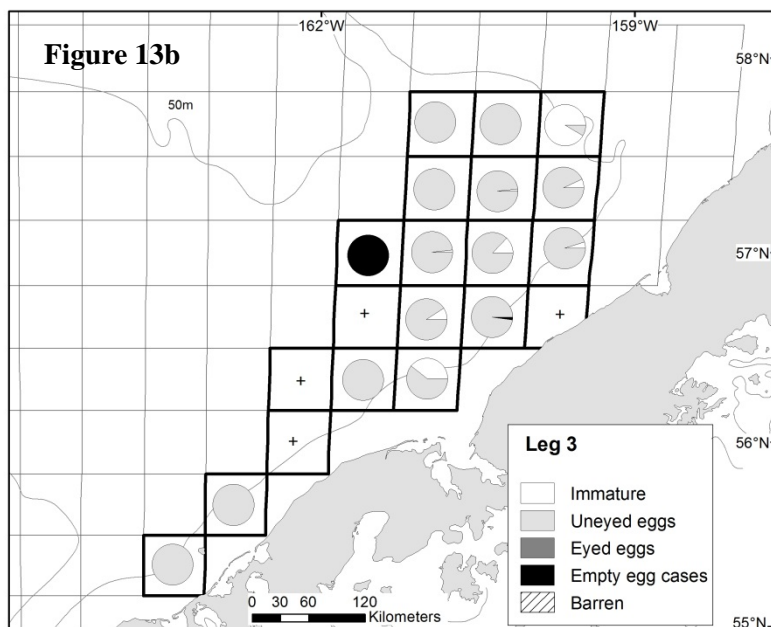 162°W 159°W
Figure 13b
58°N
50m
57°N
56°N
Leg 3
Immature
Uneyed eggs
Eyed eggs
Empty egg cases
Barren
0 30 60 120
Kilometers
55°N